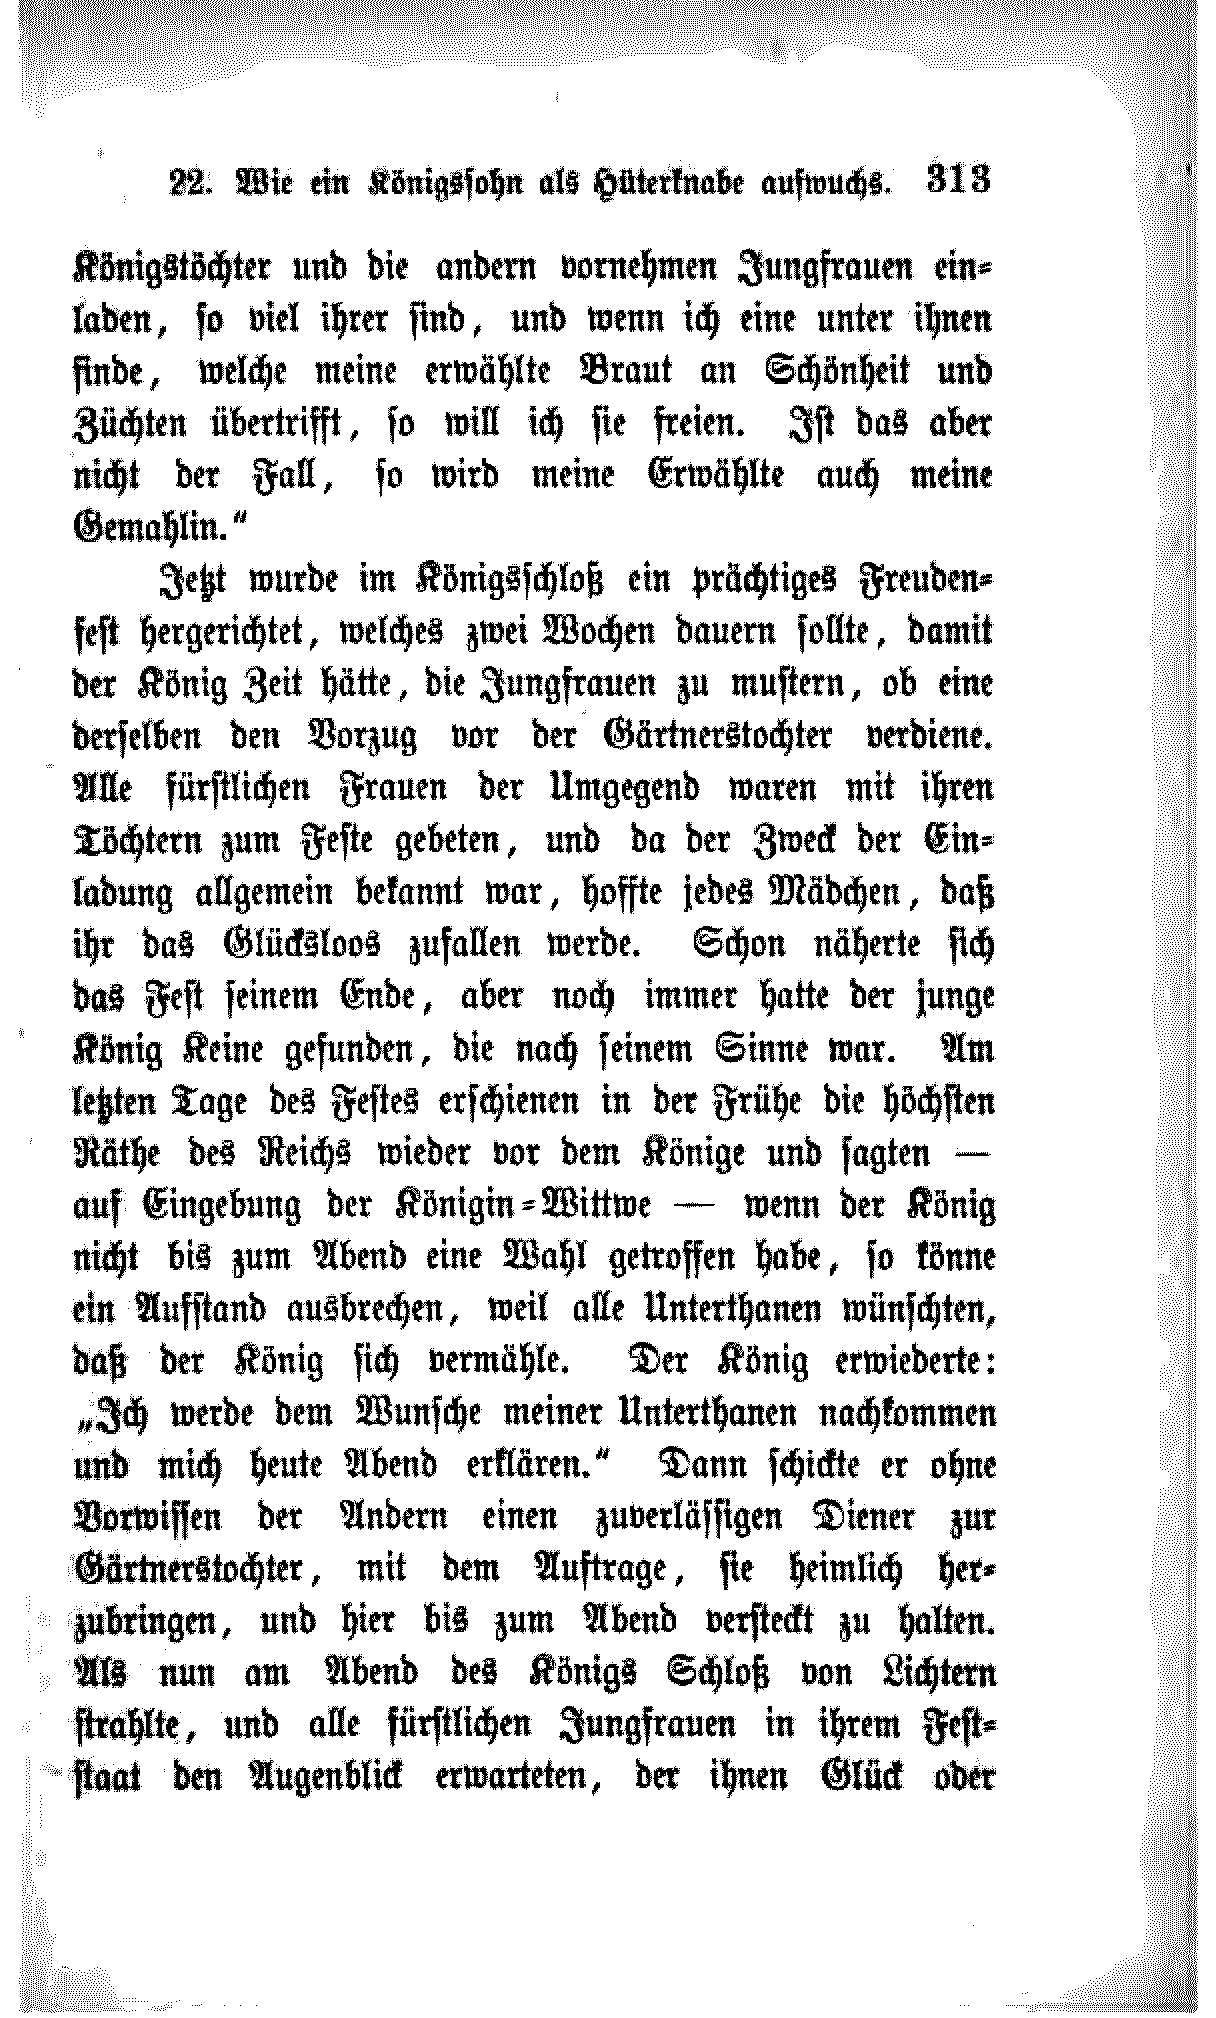 22. Wie ein Königssohn als Hüterknabe aufwuchs. 313
Königstöchter und die andern vornehmen Jungfrauen ein-
laden, so viel ihrer sind, und wenn ich eine unter ihnen
finde, welche meine erwählte Braut an Schönheit und
Züchten übertrifft, so will ich sie freien. Ist das aber
nicht der Fall, so wird meine Erwählte auch meine
Gemahlin.“
Jetzt wurde im Königsschloß ein prächtiges Freuden-
fest hergerichtet, welches zwei Wochen dauern sollte, damit
der König Zeit hätte, die Jungfrauen zu mustern, ob eine
derselben den Vorzug vor der Gärtnerstochter verdiene.
Alle fürstlichen Frauen der Umgegend waren mit ihren
Töchtern zum Feste gebeten, und da der Zweck der Ein-
ladung allgemein bekannt war, hoffte jedes Mädchen, daß
ihr das Glücksloos zufallen werde. Schon näherte sich
das Fest seinem Ende, aber noch immer hatte der junge
König Keine gefunden, die nach seinem Sinne war. Am
letzten Tage des Festes erschienen in der Frühe die höchsten
Räthe des Reichs wieder vor dem Könige und sagten —
auf Eingebung der Königin-Wittwe — wenn der König
nicht bis zum Abend eine Wahl getroffen habe, so könne
ein Aufstand ausbrechen, weil alle Unterthanen wünschten,
daß der König sich vermähle. Der König erwiederte:
„Ich werde dem Wunsche meiner Unterthanen nachkommen
und mich heute Abend erklären.“ Dann schickte er ohne
Vorwissen der Andern einen zuverlässigen Diener zur
Gärtnerstochter, mit dem Auftrage, sie heimlich her-
zubringen, und hier bis zum Abend versteckt zu halten.
Als nun am Abend des Königs Schloß von Lichtern
strahlte, und alle fürstlichen Jungfrauen in ihrem Fest-
staat den Augenblick erwarteten, der ihnen Glück oder